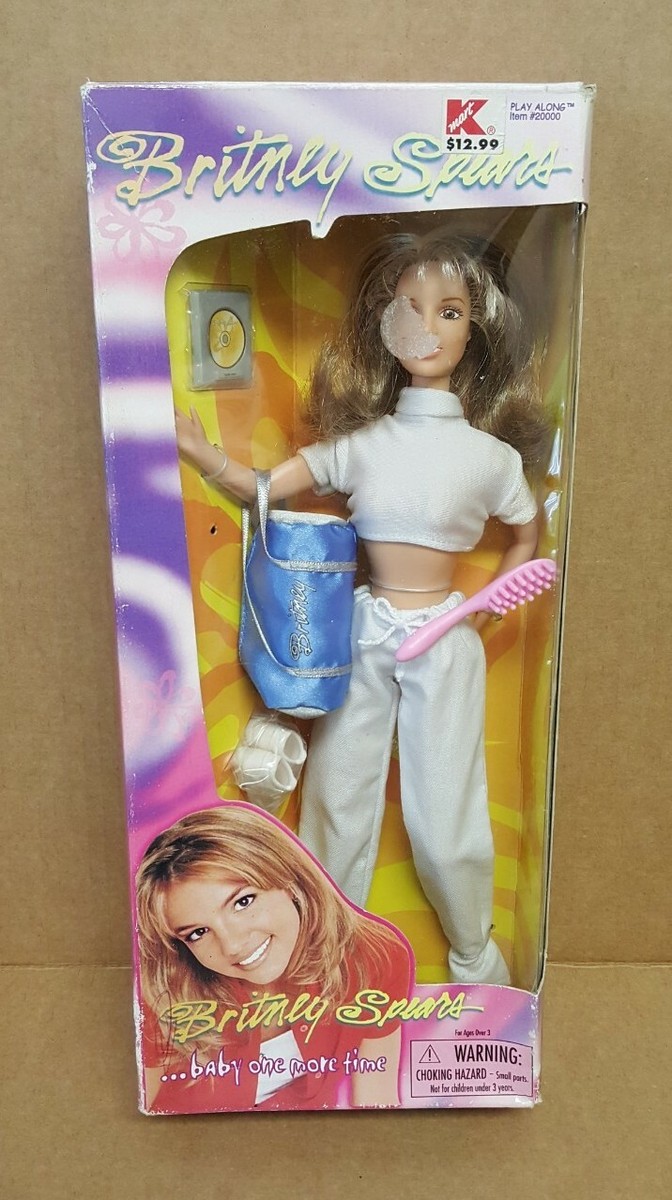 Kmart®
$12.99
PLAY ALONG™
Item #20000
Britney Spears
Britney
Britney Spears
...baby one more time
For Ages Over 3
⚠ WARNING:
CHOKING HAZARD - Small parts.
Not for children under 3 years.